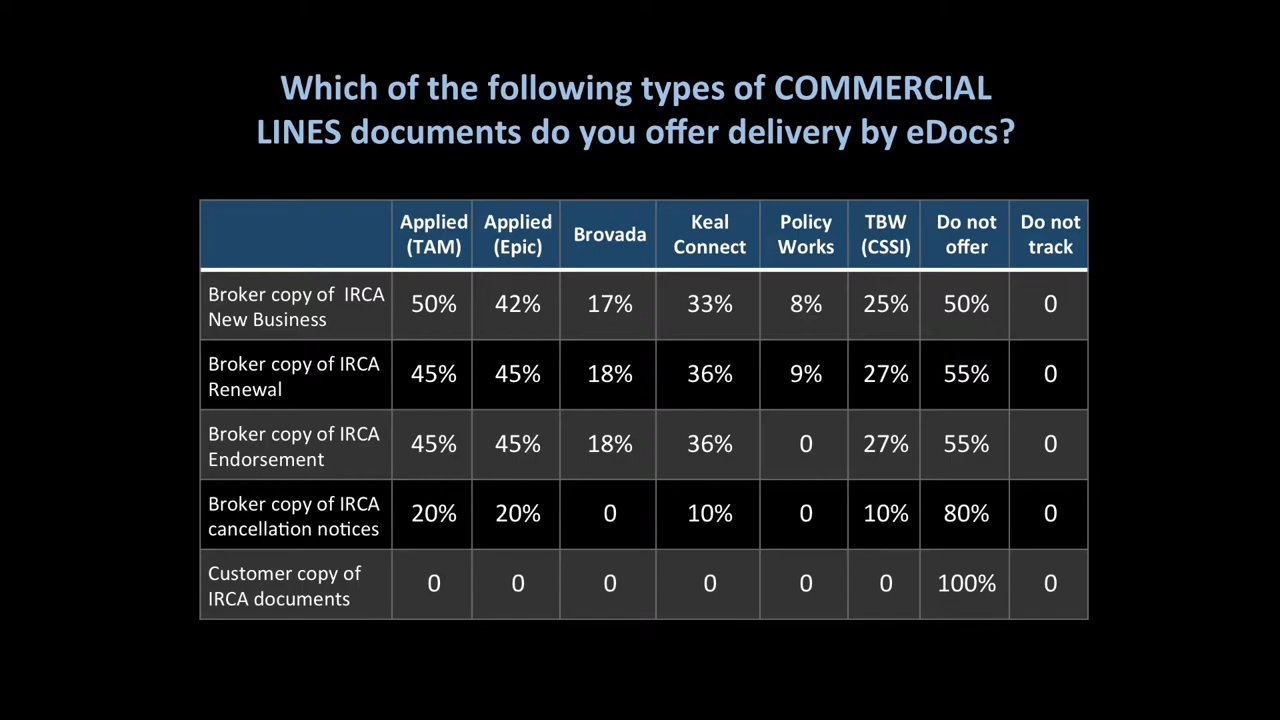 Which of the following types of COMMERCIAL
LINES documents do you offer delivery by eDocs?
Applied (TAM) Applied (Epic) Brovada Keal Connect Policy Works TBW (CSSI) Do not offer Do not track
Broker copy of IRCA New Business 50% 42% 17% 33% 8% 25% 50% 0
Broker copy of IRCA Renewal 45% 45% 18% 36% 9% 27% 55% 0
Broker copy of IRCA Endorsement 45% 45% 18% 36% 0 27% 55% 0
Broker copy of IRCA cancellation notices 20% 20% 0 10% 0 10% 80% 0
Customer copy of IRCA documents 0 0 0 0 0 0 100% 0